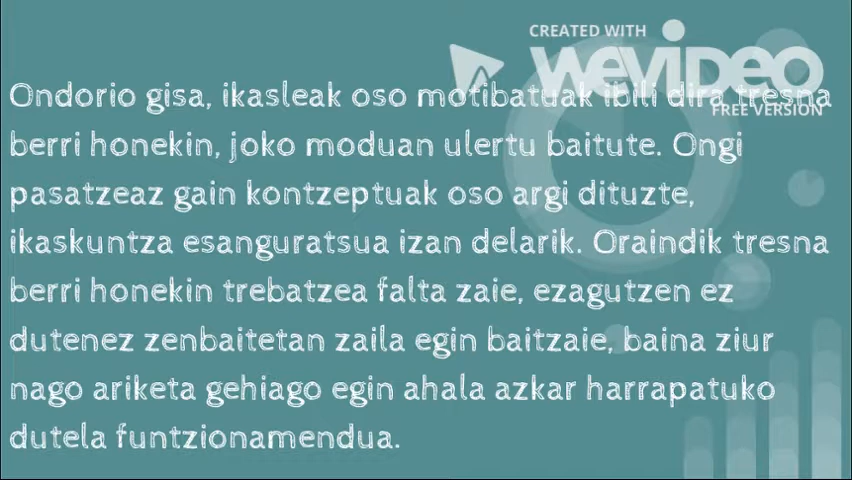 CREATED WITH
WEVIDEO
Ondorio gisa, ikasleak oso motibatuak ibili dira tresna
FREE VERSION
berri honekin, joko moduan ulertu baitute. Ongi
pasatzeaz gain kontzeptuak oso argi dituzte,
ikaskuntza esanguratsua izan delarik. Oraindik tresna
berri honekin trebatzea falta zaie, ezagutzen ez
dutenez zenbaitetan zaila egin baitzaie, baina ziur
nago ariketa gehiago egin ahala azkar harrapatuko
dutela funtzionamendua.